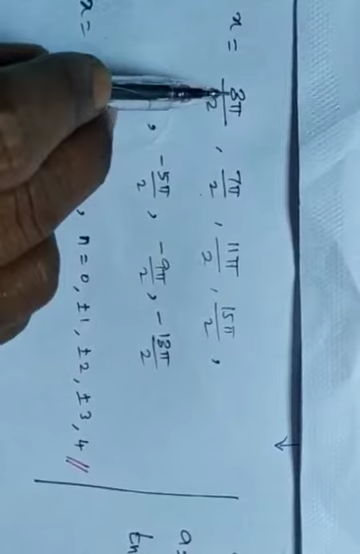 x = 3π/2, 7π/2, 11π/2, 15π/2,
, -5π/2, -9π/2, -13π/2
x =
, n = 0, ±1, ±2, ±3, 4 //